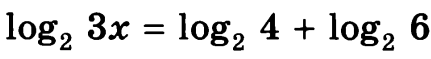 log₂ 3x = log₂ 4 + log₂ 6